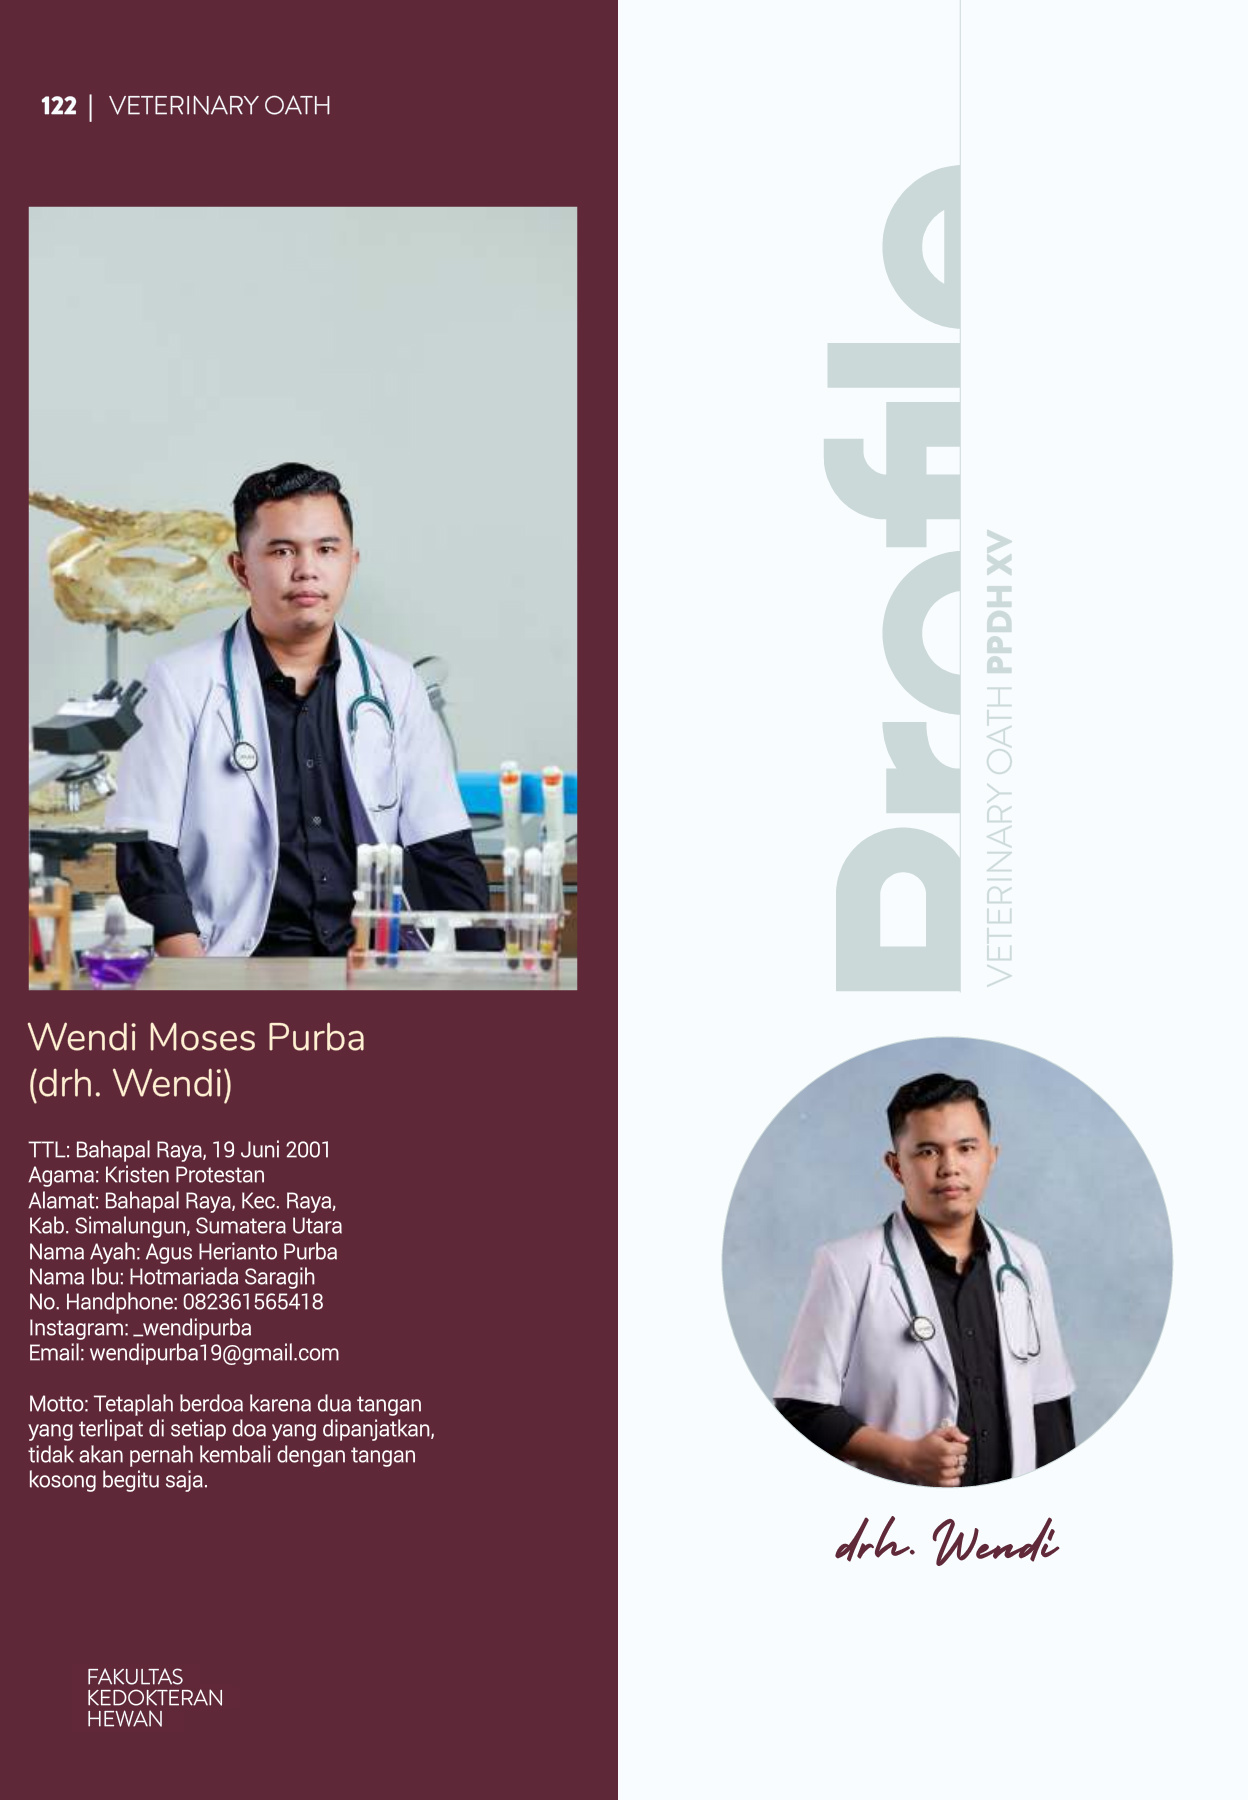 122 | VETERINARY OATH
Wendi Moses Purba
(drh. Wendi)
TTL: Bahapal Raya, 19 Juni 2001
Agama: Kristen Protestan
Alamat: Bahapal Raya, Kec. Raya,
Kab. Simalungun, Sumatera Utara
Nama Ayah: Agus Herianto Purba
Nama Ibu: Hotmariada Saragih
No. Handphone: 082361565418
Instagram: _wendipurba
Email: wendipurba19@gmail.com
Motto: Tetaplah berdoa karena dua tangan
yang terlipat di setiap doa yang dipanjatkan,
tidak akan pernah kembali dengan tangan
kosong begitu saja.
FAKULTAS
KEDOKTERAN
HEWAN
Profile
VETERINARY OATH PPDH XV
drh. Wendi